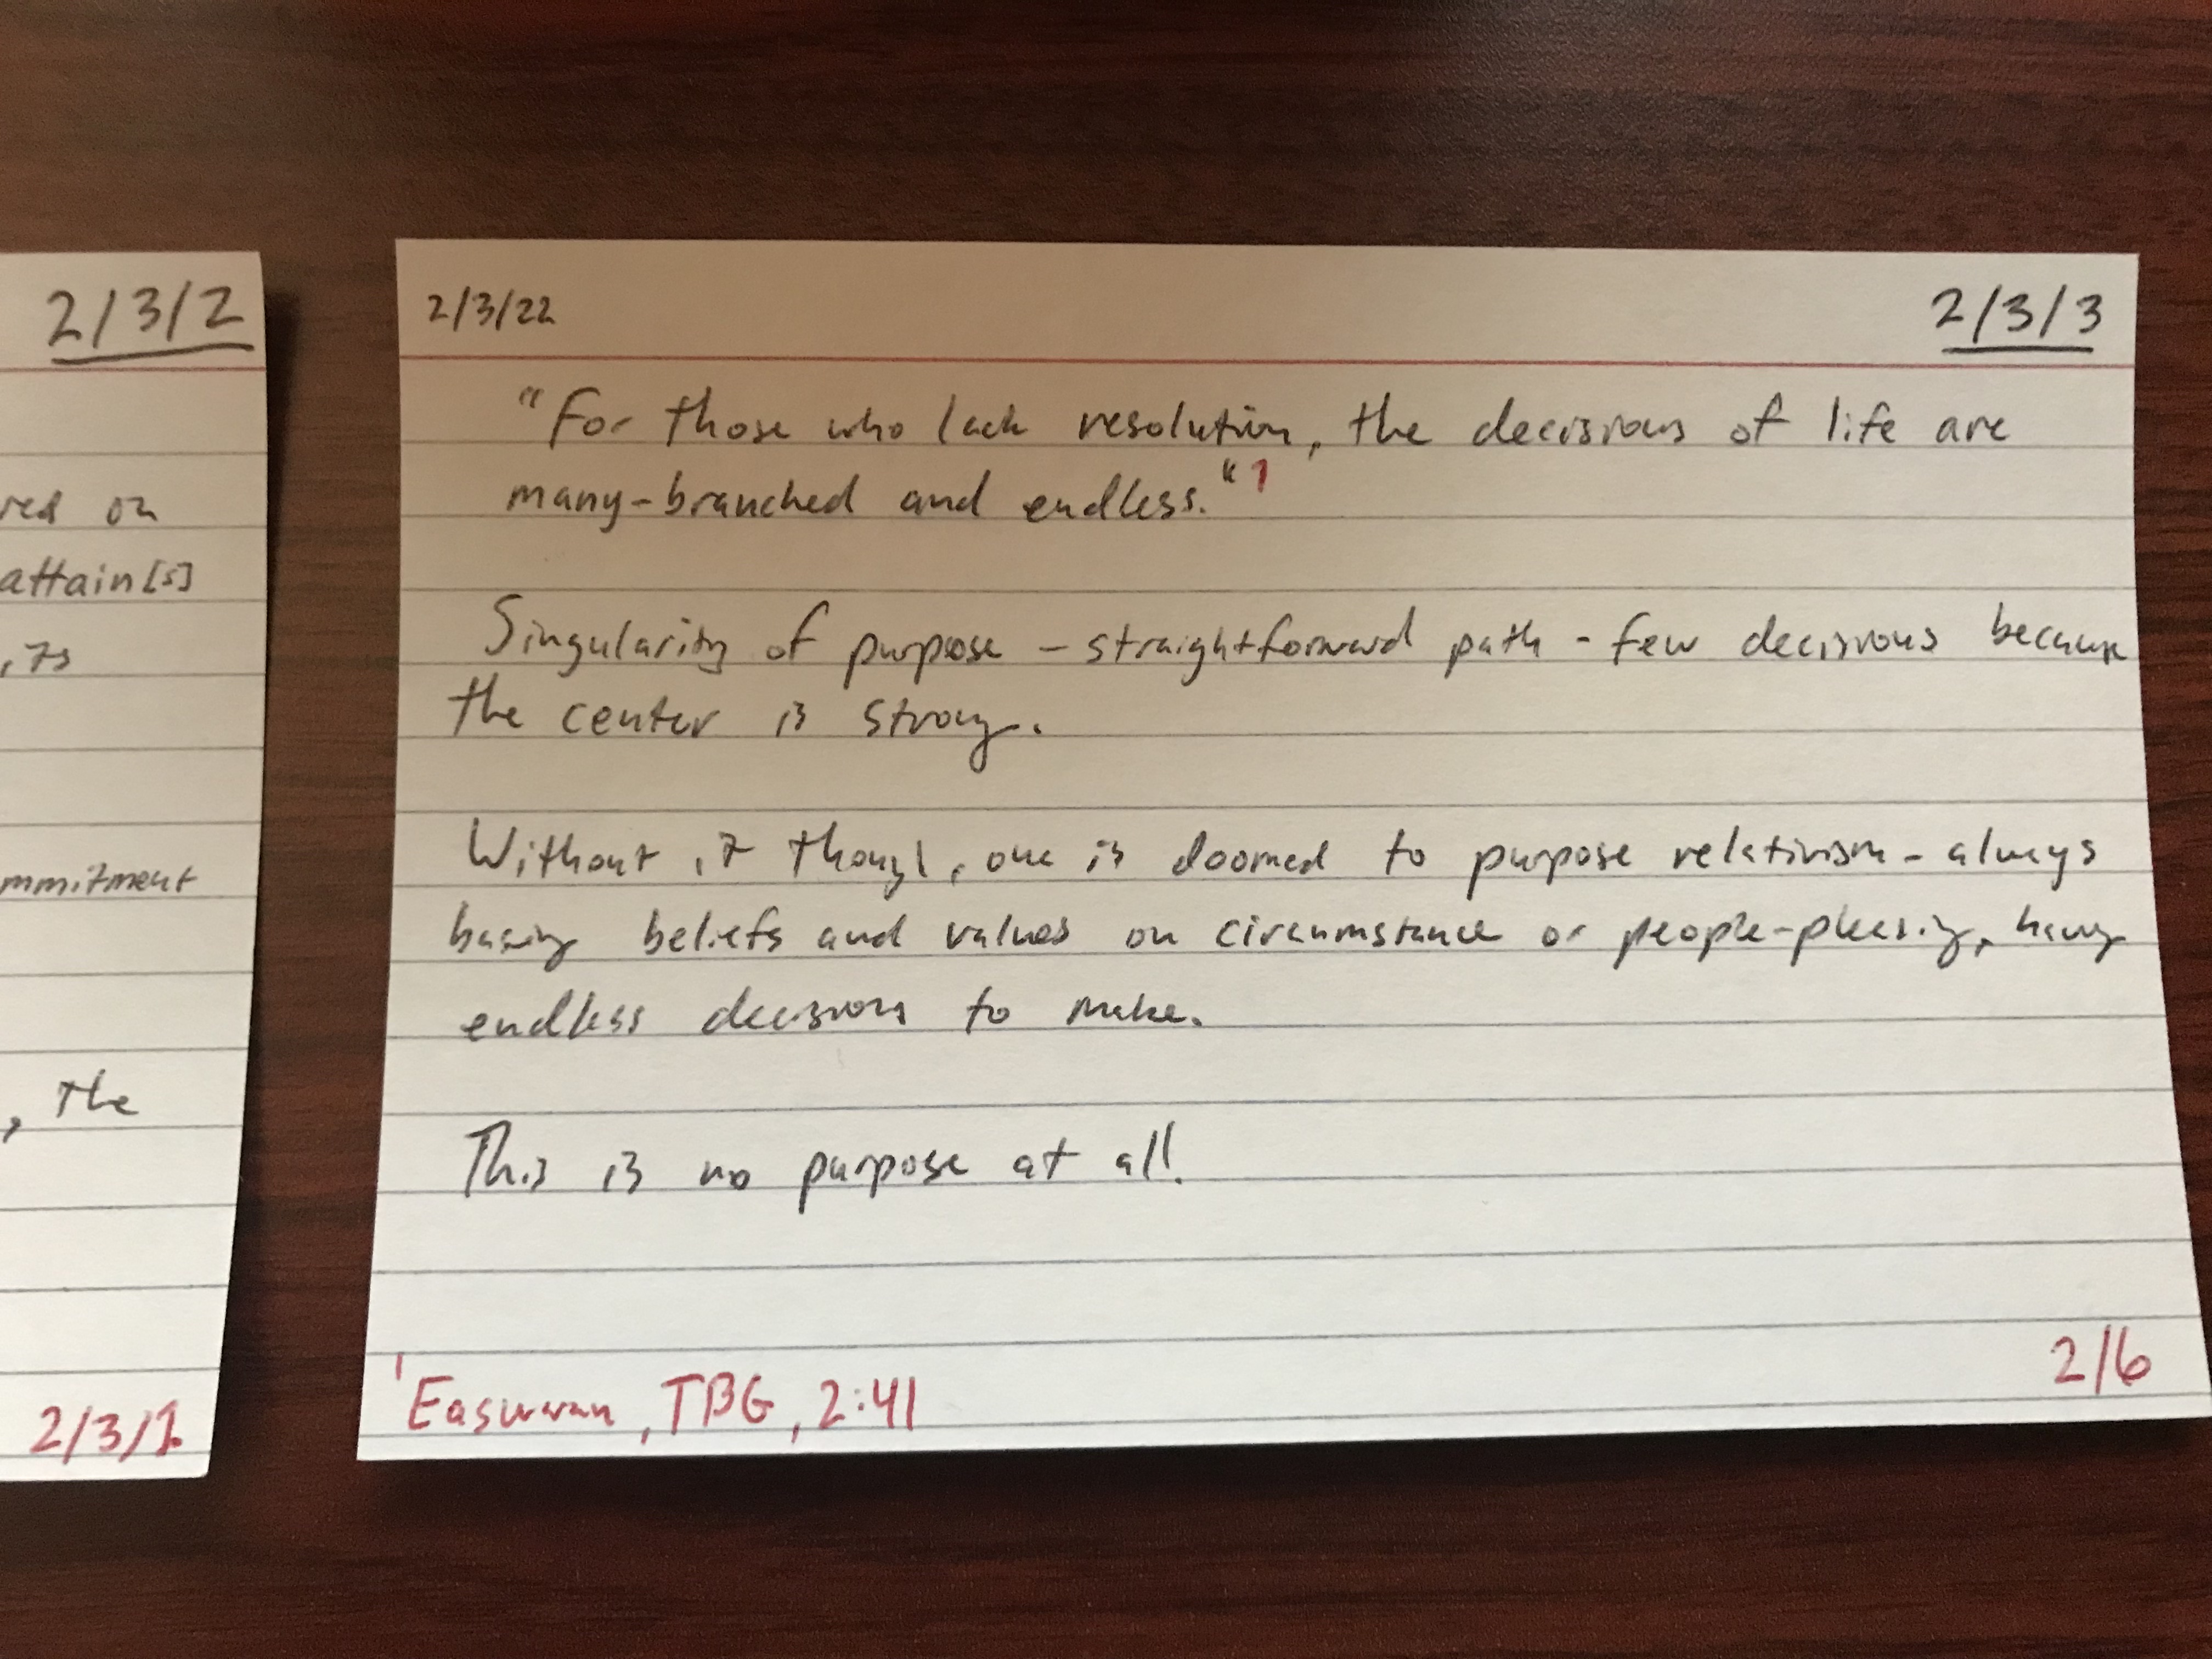 2/3/2
red on
attain[s]
mmitment
, the
2/3/1
2/3/22
2/3/3
"For those who lack resolution, the decisions of life are
many-branched and endless."1
Singularity of purpose - straightforward path - few decisions because
the center is strong.
Without it though, one is doomed to purpose relativism - always
basing beliefs and values on circumstance or people-pleasing, having
endless decisions to make.
This is no purpose at all.
1 Easwaran, TBG, 2:41
2/6